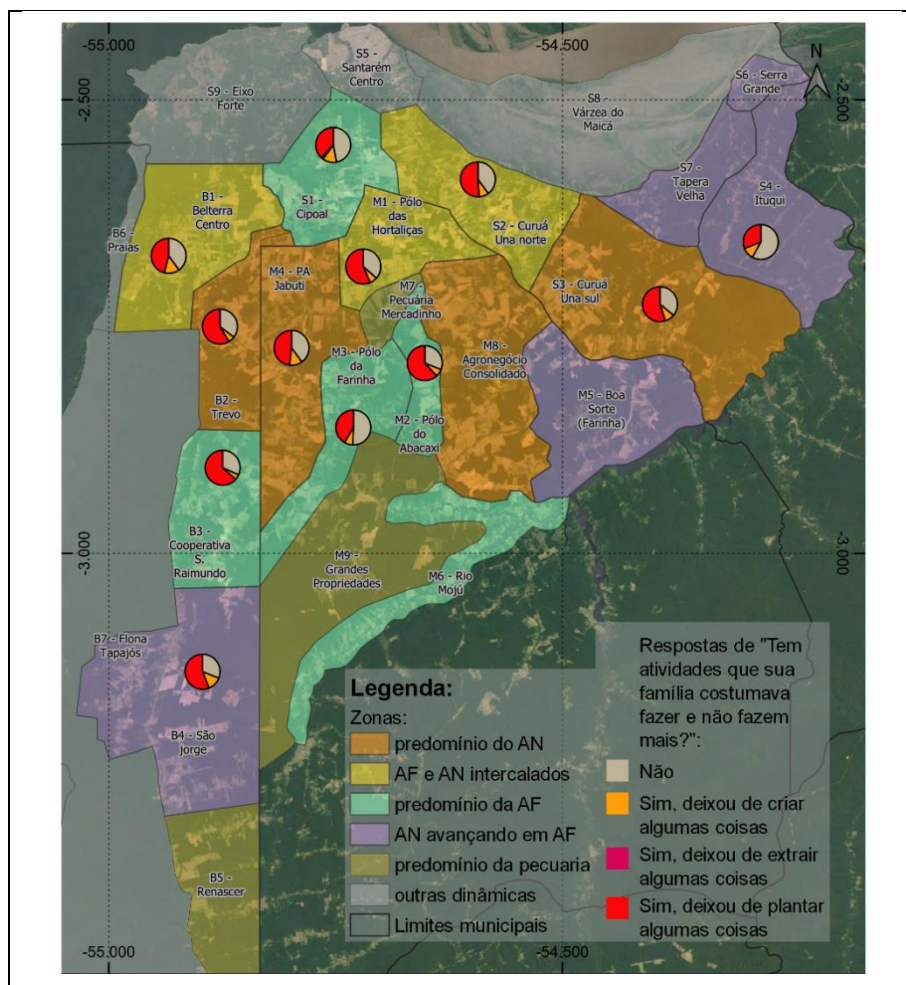 -55.000
-54.500
N
S5 -
Santarém
Centro
S6 - Serra
Grande
-2.500
-2.500
S9 - Eixo
Forte
S8 -
Várzea do
Maicá
S7 -
Tapera
Velha
S4 -
Ituqui
B1 -
Belterra
Centro
S1 -
Cipoal
M1 - Pólo
das
Hortaliças
S2 - Curuá
Una norte
B6 -
Praias
M4 - PA
Jabuti
M7 -
Pecuária
Mercadinho
S3 - Curuá
Una sul
M3 - Pólo
da
Farinha
M8 -
Agronegócio
Consolidado
B2 -
Trevo
M2 - Pólo
do
Abacaxi
M5 - Boa
Sorte
(Farinha)
B3 -
Cooperativa
S.
Raimundo
-3.000
-3.000
M9 -
Grandes
Propriedades
M6 - Rio
Mojú
B7 - Flona
Tapajós
B4 - São
jorge
B5 -
Renascer
Legenda:
Zonas:
predomínio do AN
AF e AN intercalados
predomínio da AF
AN avançando em AF
predomínio da pecuaria
outras dinâmicas
Limites municipais
Respostas de "Tem
atividades que sua
família costumava
fazer e não fazem
mais?":
Não
Sim, deixou de criar
algumas coisas
Sim, deixou de extrair
algumas coisas
Sim, deixou de plantar
algumas coisas
-55.000
-54.500